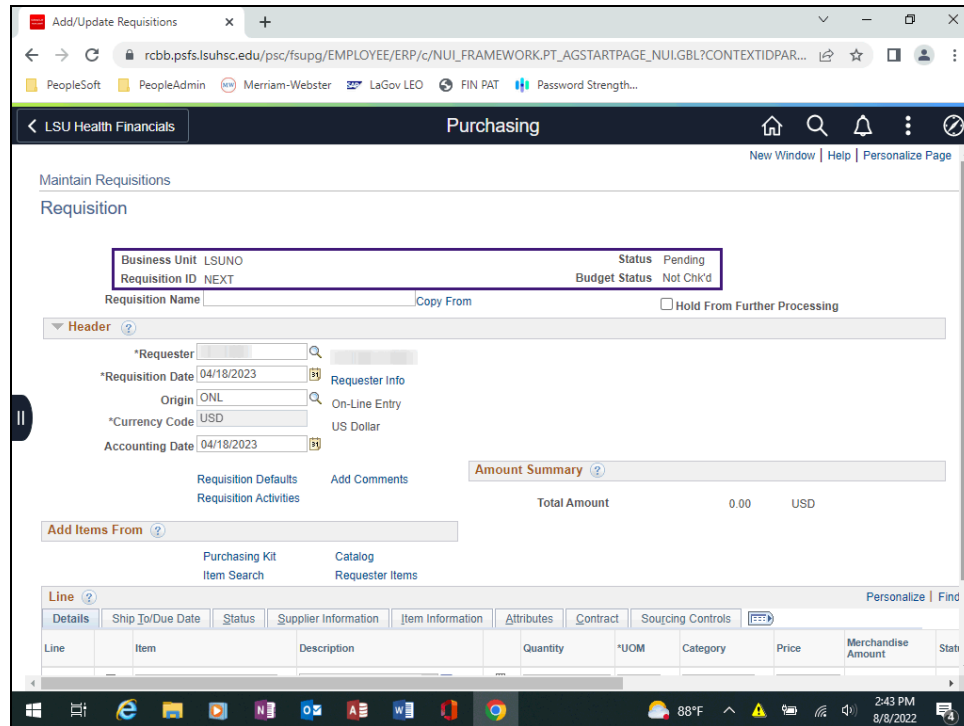 Add/Update Requisitions
rcbb.psfs.lsuhsc.edu/psc/fsupg/EMPLOYEE/ERP/c/NUI_FRAMEWORK.PT_AGSTARTPAGE_NUI.GBL?CONTEXTIDPAR...
PeopleSoft PeopleAdmin MW Merriam-Webster LaGov LEO FIN PAT Password Strength...
LSU Health Financials Purchasing
New Window | Help | Personalize Page
Maintain Requisitions
Requisition
Business Unit LSUNO Status Pending
Requisition ID NEXT Budget Status Not Chk'd
Requisition Name Copy From Hold From Further Processing
Header ?
*Requester
*Requisition Date 04/18/2023 31 Requester Info
Origin ONL On-Line Entry
*Currency Code USD US Dollar
Accounting Date 04/18/2023 31
Requisition Defaults Add Comments Amount Summary ?
Requisition Activities
Total Amount 0.00 USD
Add Items From ?
Purchasing Kit Catalog
Item Search Requester Items
Line ? Personalize | Find
Details Ship To/Due Date Status Supplier Information Item Information Attributes Contract Sourcing Controls
Line Item Description Quantity *UOM Category Price Merchandise Amount Statu
88°F 2:43 PM
8/8/2022 4